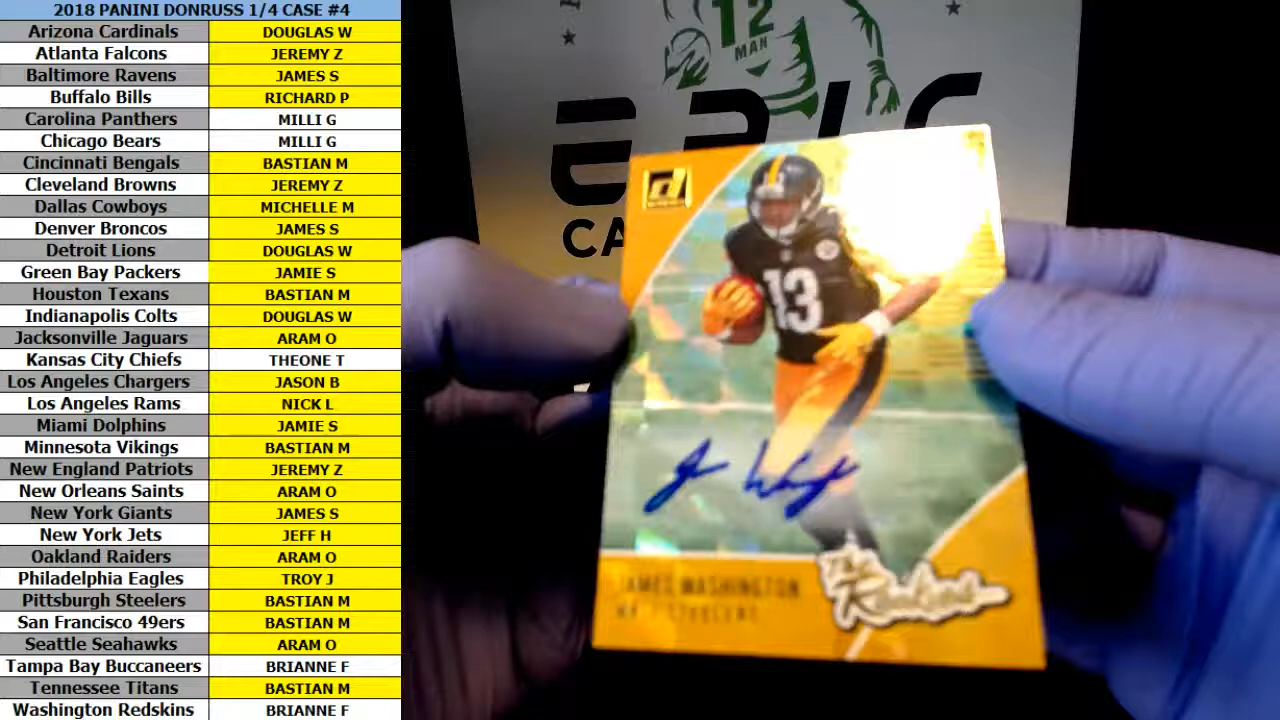 2018 PANINI DONRUSS 1/4 CASE #4
Arizona Cardinals DOUGLAS W
Atlanta Falcons JEREMY Z
Baltimore Ravens JAMES S
Buffalo Bills RICHARD P
Carolina Panthers MILLI G
Chicago Bears MILLI G
Cincinnati Bengals BASTIAN M
Cleveland Browns JEREMY Z
Dallas Cowboys MICHELLE M
Denver Broncos JAMES S
Detroit Lions DOUGLAS W
Green Bay Packers JAMIE S
Houston Texans BASTIAN M
Indianapolis Colts DOUGLAS W
Jacksonville Jaguars ARAM O
Kansas City Chiefs THEONE T
Los Angeles Chargers JASON B
Los Angeles Rams NICK L
Miami Dolphins JAMIE S
Minnesota Vikings BASTIAN M
New England Patriots JEREMY Z
New Orleans Saints ARAM O
New York Giants JAMES S
New York Jets JEFF H
Oakland Raiders ARAM O
Philadelphia Eagles TROY J
Pittsburgh Steelers BASTIAN M
San Francisco 49ers BASTIAN M
Seattle Seahawks ARAM O
Tampa Bay Buccaneers BRIANNE F
Tennessee Titans BASTIAN M
Washington Redskins BRIANNE F
12
MAN
EPIC
CA
13
JAMES WASHINGTON
WR / STEELERS
The
Rookies